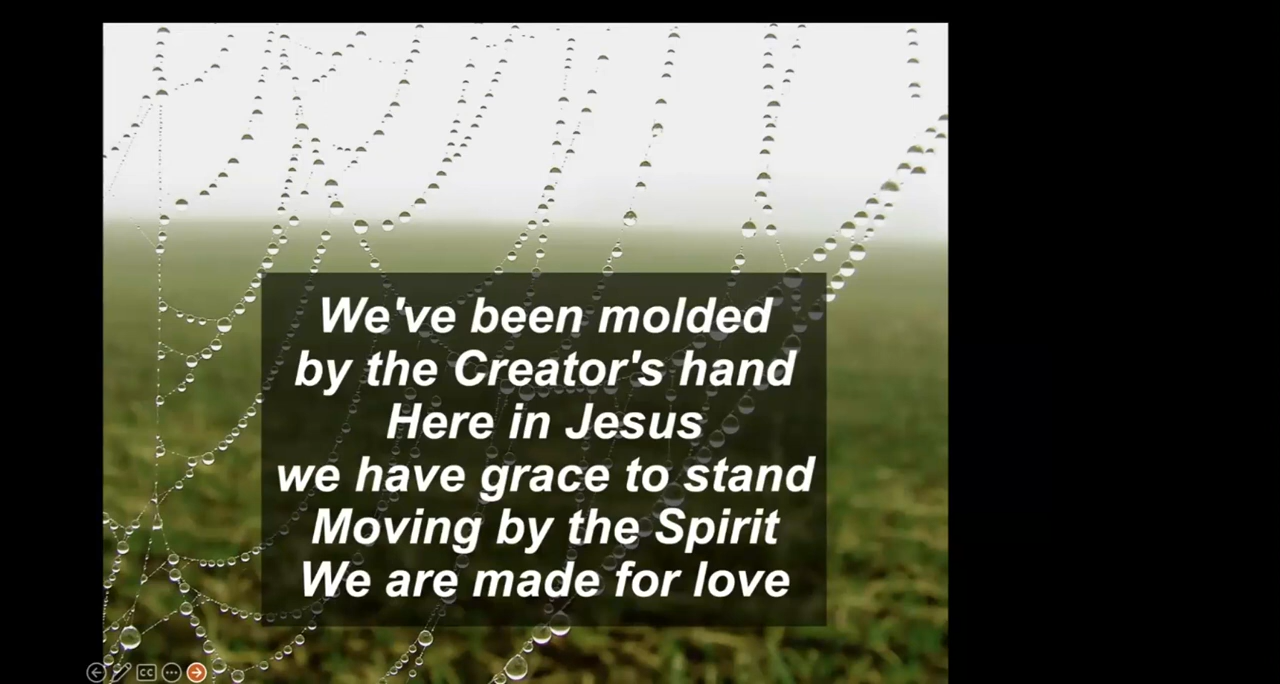 We've been molded
by the Creator's hand
Here in Jesus
we have grace to stand
Moving by the Spirit
We are made for love
CC